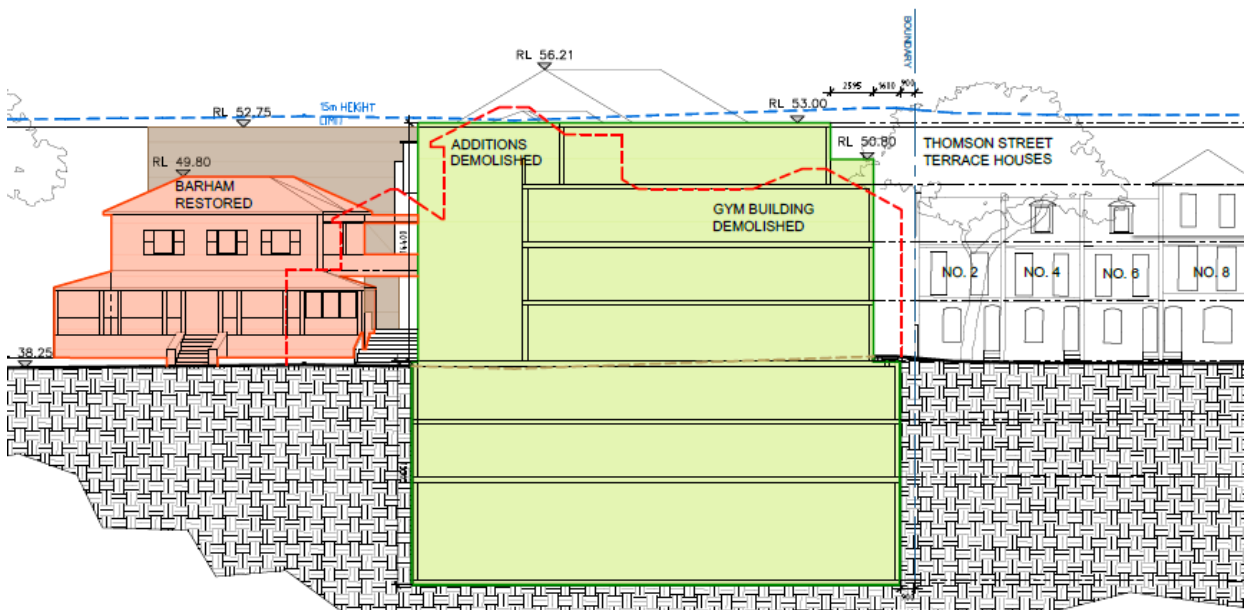 BOUNDARY
RL 56.21
2595
1600
900
RL 52.75
15m HEIGHT
LIMIT
RL 53.00
ADDITIONS
DEMOLISHED
RL 50.80
THOMSON STREET
TERRACE HOUSES
RL 49.80
BARHAM
RESTORED
GYM BUILDING
DEMOLISHED
14400
NO. 2
NO. 4
NO. 6
NO. 8
38.25
900